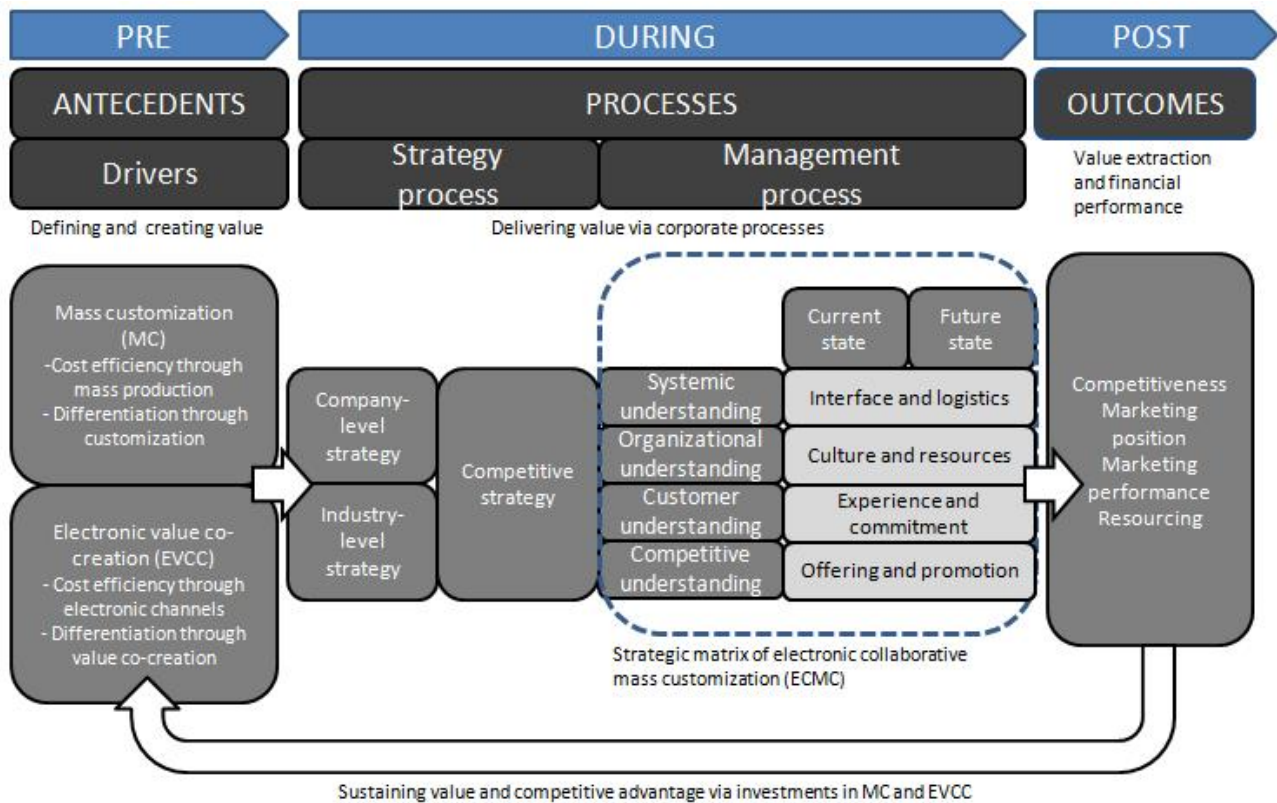 PRE
DURING
POST
ANTECEDENTS
PROCESSES
OUTCOMES
Drivers
Strategy
process
Management
process
Value extraction
and financial
performance
Defining and creating value
Delivering value via corporate processes
Mass customization
(MC)
-Cost efficiency through
mass production
- Differentiation through
customization
Electronic value co-
creation (EVCC)
- Cost efficiency through
electronic channels
- Differentiation through
value co-creation
Company-
level
strategy
Industry-
level
strategy
Competitive
strategy
Current
state
Future
state
Systemic
understanding
Interface and logistics
Organizational
understanding
Culture and resources
Customer
understanding
Experience and
commitment
Competitive
understanding
Offering and promotion
Strategic matrix of electronic collaborative
mass customization (ECMC)
Competitiveness
Marketing
position
Marketing
performance
Resourcing
Sustaining value and competitive advantage via investments in MC and EVCC